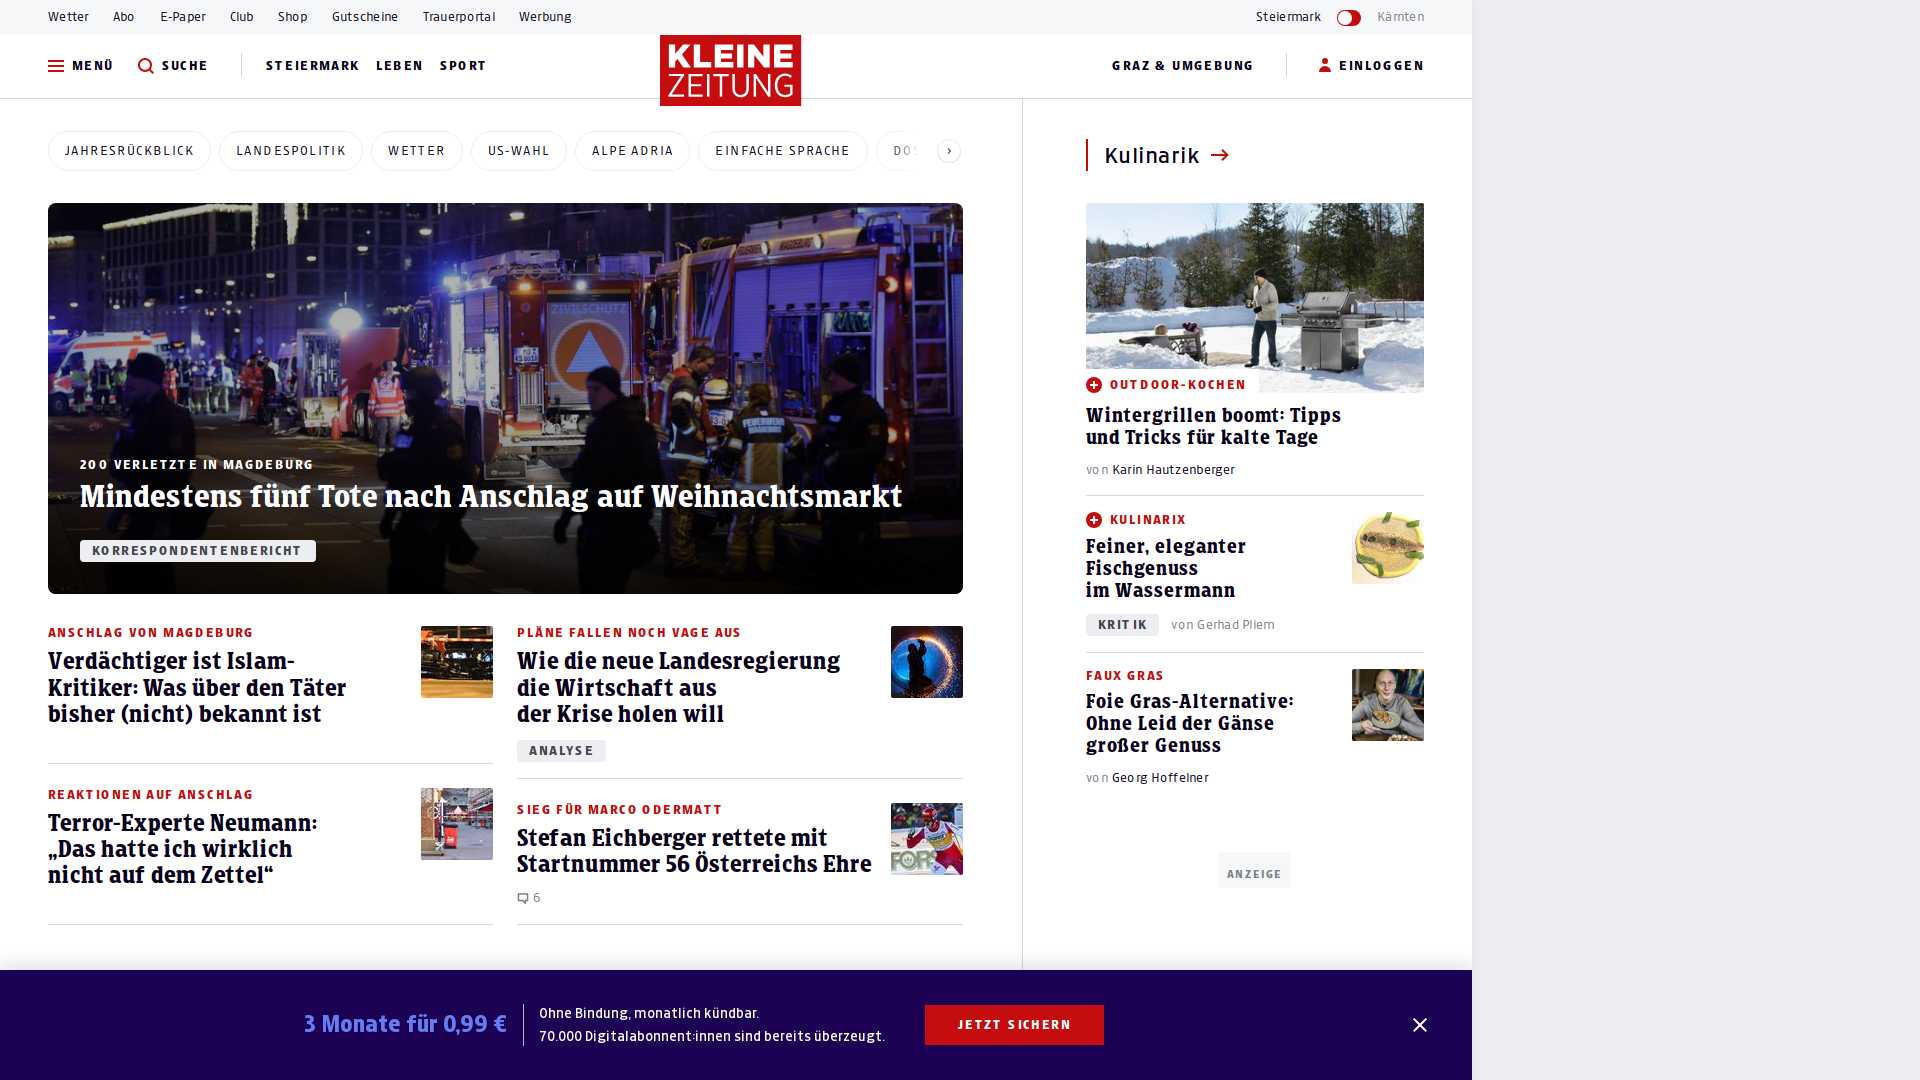 Wetter Abo E-Paper Club Shop Gutscheine Trauerportal Werbung Steiermark Kärnten
MENÜ SUCHE STEIERMARK LEBEN SPORT KLEINE ZEITUNG GRAZ & UMGEBUNG EINLOGGEN
JAHRESRÜCKBLICK LANDESPOLITIK WETTER US-WAHL ALPE ADRIA EINFACHE SPRACHE
ZIVILSCHUTZ
200 VERLETZTE IN MAGDEBURG
Mindestens fünf Tote nach Anschlag auf Weihnachtsmarkt
KORRESPONDENTENBERICHT
ANSCHLAG VON MAGDEBURG
Verdächtiger ist Islam-
Kritiker: Was über den Täter
bisher (nicht) bekannt ist
REAKTIONEN AUF ANSCHLAG
Terror-Experte Neumann:
„Das hatte ich wirklich
nicht auf dem Zettel“
PLÄNE FALLEN NOCH VAGE AUS
Wie die neue Landesregierung
die Wirtschaft aus
der Krise holen will
ANALYSE
SIEG FÜR MARCO ODERMATT
Stefan Eichberger rettete mit
Startnummer 56 Österreichs Ehre
6
Kulinarik
OUTDOOR-KOCHEN
Wintergrillen boomt: Tipps
und Tricks für kalte Tage
von Karin Hautzenberger
KULINARIX
Feiner, eleganter
Fischgenuss
im Wassermann
KRITIK von Gerhad Pliem
FAUX GRAS
Foie Gras-Alternative:
Ohne Leid der Gänse
großer Genuss
von Georg Hoffelner
ANZEIGE
3 Monate für 0,99 €
Ohne Bindung, monatlich kündbar.
70.000 Digitalabonnent:innen sind bereits überzeugt.
JETZT SICHERN